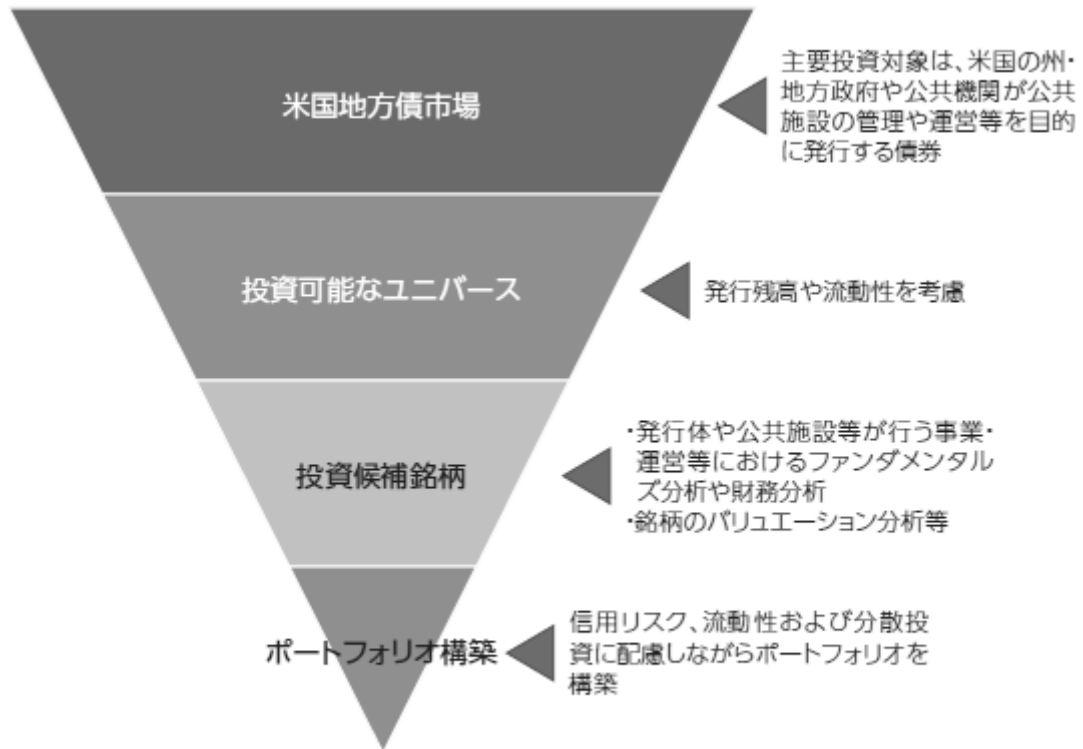 米国地方債市場
主要投資対象は、米国の州・
地方政府や公共機関が公共
施設の管理や運営等を目的
に発行する債券
投資可能なユニバース
発行残高や流動性を考慮
投資候補銘柄
・発行体や公共施設等が行う事業・
運営等におけるファンダメンタル
ズ分析や財務分析
・銘柄のバリュエーション分析等
ポートフォリオ構築
信用リスク、流動性および分散投
資に配慮しながらポートフォリオを
構築